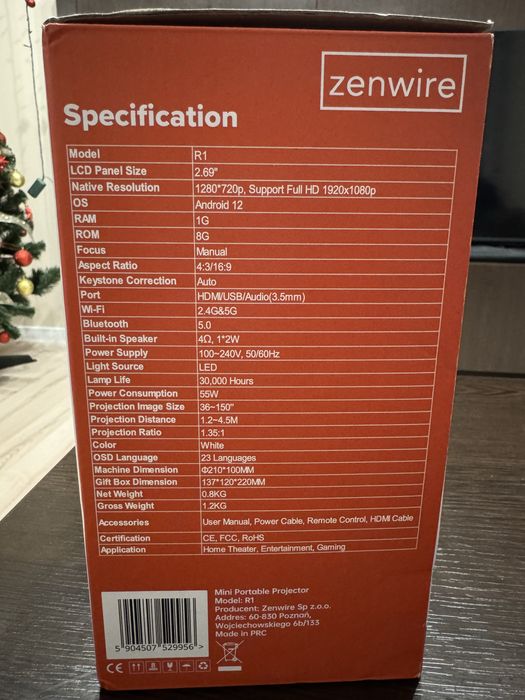 zenwire
Specification
Model R1
LCD Panel Size 2.69"
Native Resolution 1280*720p, Support Full HD 1920x1080p
OS Android 12
RAM 1G
ROM 8G
Focus Manual
Aspect Ratio 4:3/16:9
Keystone Correction Auto
Port HDMI/USB/Audio(3.5mm)
Wi-Fi 2.4G&5G
Bluetooth 5.0
Built-in Speaker 4Ω, 1*2W
Power Supply 100~240V, 50/60Hz
Light Source LED
Lamp Life 30,000 Hours
Power Consumption 55W
Projection Image Size 36~150"
Projection Distance 1.2~4.5M
Projection Ratio 1.35:1
Color White
OSD Language 23 Languages
Machine Dimension Φ210*100MM
Gift Box Dimension 137*120*220MM
Net Weight 0.8KG
Gross Weight 1.2KG
Accessories User Manual, Power Cable, Remote Control, HDMI Cable
Certification CE, FCC, RoHS
Application Home Theater, Entertainment, Gaming
Mini Portable Projector
Model: R1
Producent: Zenwire Sp z.o.o.
Addres: 60-830 Poznań,
Wojciechowskiego 6b/133
Made in PRC
5 904507 529956 >
CE